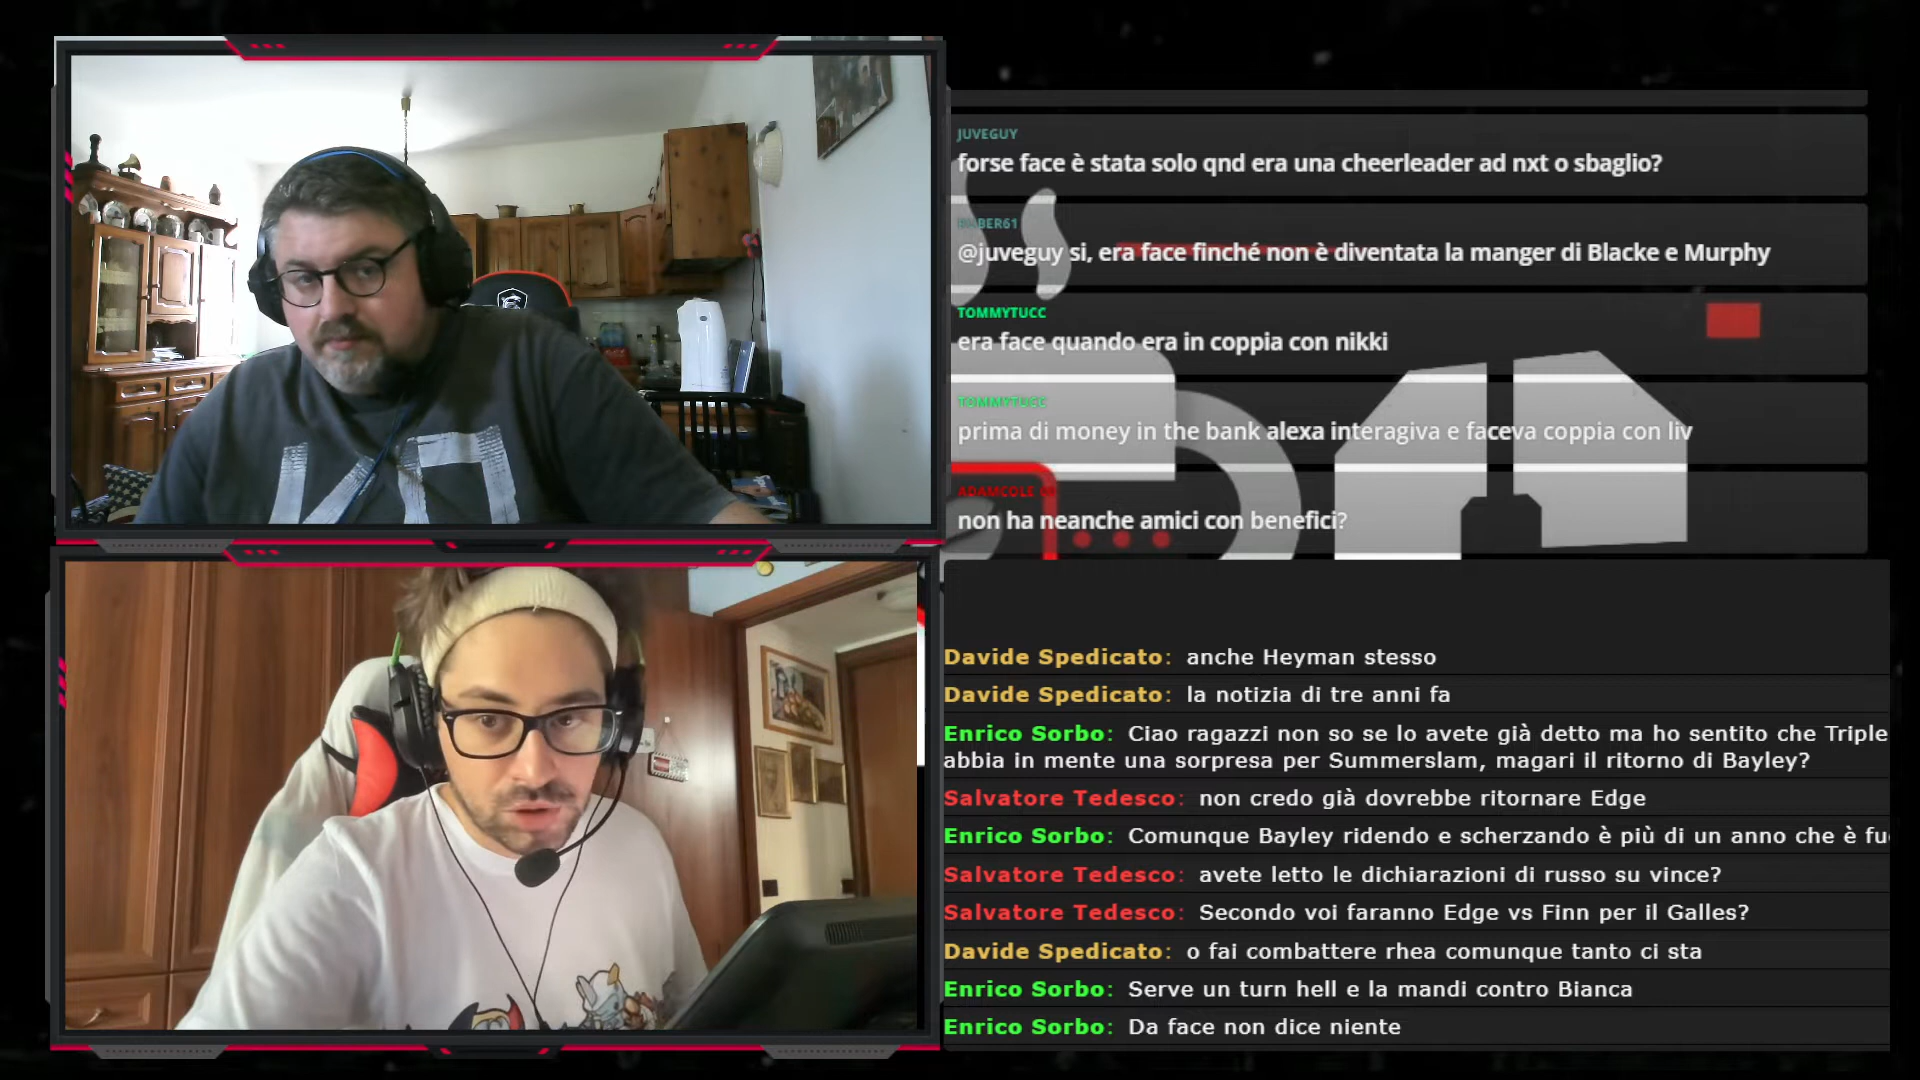 JUVEGUY
forse face è stata solo qnd era una cheerleader ad nxt o sbaglio?
BER61
@juveguy si, era face finché non è diventata la manger di Blacke e Murphy
TOMMYTUCC
era face quando era in coppia con nikki
TOMMYTUCC
prima di money in the bank alexa interagiva e faceva coppia con liv
ADAMCOLE
non ha neanche amici con benefici?
Davide Spedicato: anche Heyman stesso
Davide Spedicato: la notizia di tre anni fa
Enrico Sorbo: Ciao ragazzi non so se lo avete già detto ma ho sentito che Triple
abbia in mente una sorpresa per Summerslam, magari il ritorno di Bayley?
Salvatore Tedesco: non credo già dovrebbe ritornare Edge
Enrico Sorbo: Comunque Bayley ridendo e scherzando è più di un anno che è fu
Salvatore Tedesco: avete letto le dichiarazioni di russo su vince?
Salvatore Tedesco: Secondo voi faranno Edge vs Finn per il Galles?
Davide Spedicato: o fai combattere rhea comunque tanto ci sta
Enrico Sorbo: Serve un turn hell e la mandi contro Bianca
Enrico Sorbo: Da face non dice niente